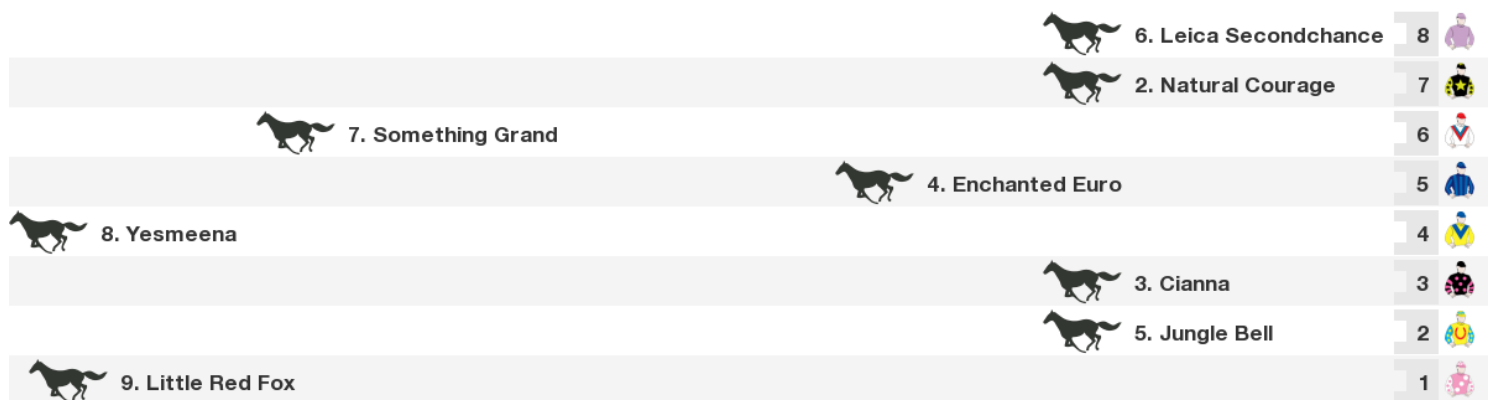 6. Leica Secondchance 8
2. Natural Courage 7
7. Something Grand 6
4. Enchanted Euro 5
8. Yesmeena 4
3. Cianna 3
5. Jungle Bell 2
9. Little Red Fox 1